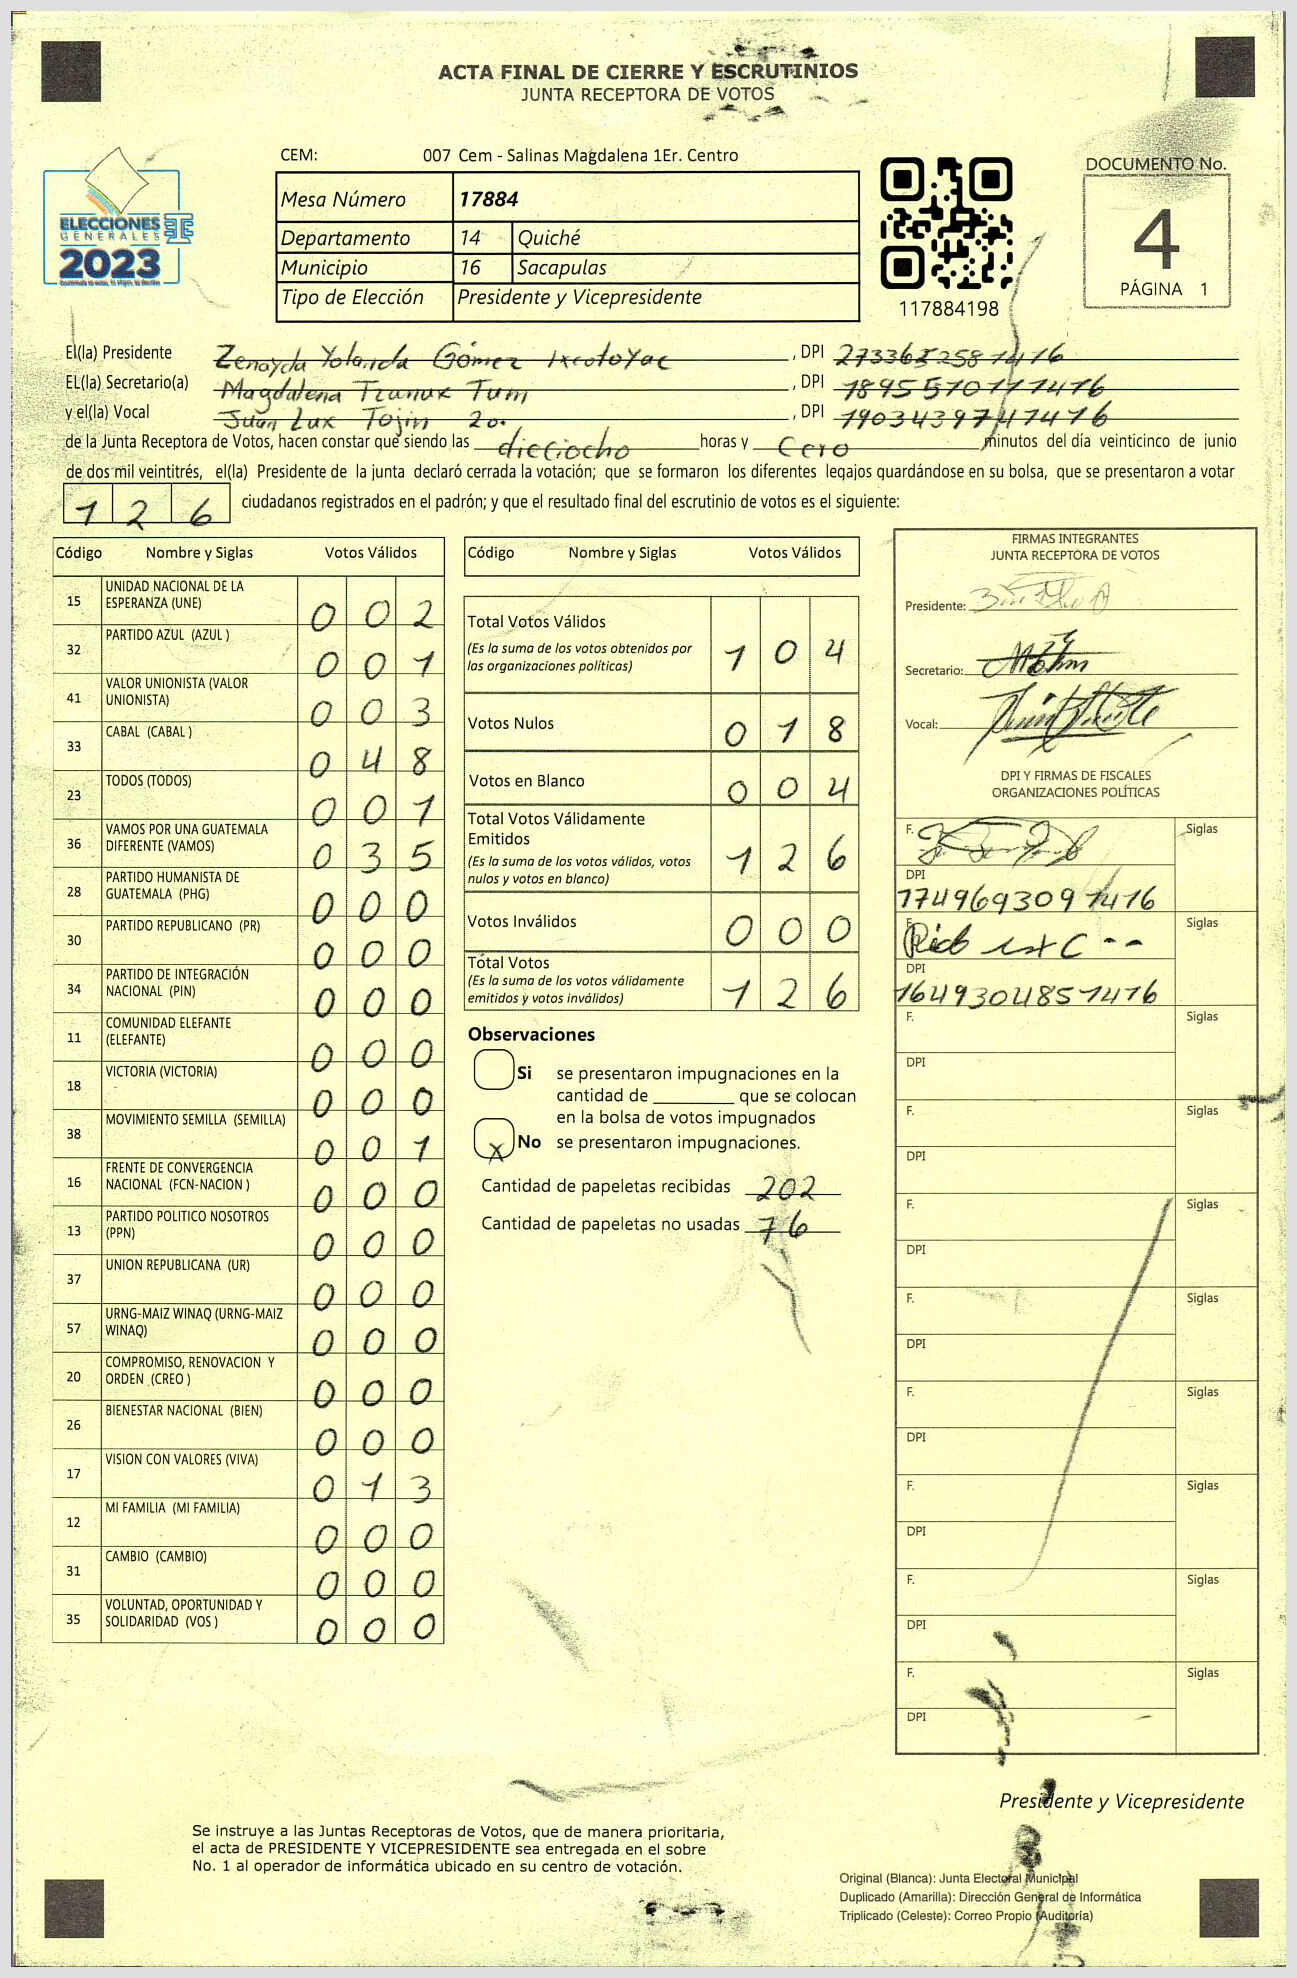 ACTA FINAL DE CIERRE Y ESCRUTINIOS
JUNTA RECEPTORA DE VOTOS
CEM: 007 Cem - Salinas Magdalena 1Er. Centro
DOCUMENTO No.
4
PÁGINA 1
ELECCIONES
GENERALES
2023
Mesa Número 17884
Departamento 14 Quiché
Municipio 16 Sacapulas
Tipo de Elección Presidente y Vicepresidente
117884198
El(la) Presidente Zenayda Yolanda Gómez , DPI
EL(la) Secretario(a) Magdalena Tzunux Tum , DPI
y el(la) Vocal Juan Lux Tojin 20. , DPI 1903439741416
de la Junta Receptora de Votos, hacen constar que siendo las dieciocho horas y Cero minutos del día veinticinco de junio
de dos mil veintitrés, el(la) Presidente de la junta declaró cerrada la votación; que se formaron los diferentes legajos guardándose en su bolsa, que se presentaron a votar
1 2 6 ciudadanos registrados en el padrón; y que el resultado final del escrutinio de votos es el siguiente:
Código Nombre y Siglas Votos Válidos
15 UNIDAD NACIONAL DE LA
ESPERANZA (UNE) 0 0 2
32 PARTIDO AZUL (AZUL ) 0 0 1
41 VALOR UNIONISTA (VALOR
UNIONISTA) 0 0 3
33 CABAL (CABAL ) 0 4 8
23 TODOS (TODOS) 0 0 1
36 VAMOS POR UNA GUATEMALA
DIFERENTE (VAMOS) 0 3 5
28 PARTIDO HUMANISTA DE
GUATEMALA (PHG) 0 0 0
30 PARTIDO REPUBLICANO (PR) 0 0 0
34 PARTIDO DE INTEGRACIÓN
NACIONAL (PIN) 0 0 0
11 COMUNIDAD ELEFANTE
(ELEFANTE) 0 0 0
18 VICTORIA (VICTORIA) 0 0 0
38 MOVIMIENTO SEMILLA (SEMILLA) 0 0 1
16 FRENTE DE CONVERGENCIA
NACIONAL (FCN-NACION ) 0 0 0
13 PARTIDO POLITICO NOSOTROS
(PPN) 0 0 0
37 UNION REPUBLICANA (UR) 0 0 0
57 URNG-MAIZ WINAQ (URNG-MAIZ
WINAQ) 0 0 0
20 COMPROMISO, RENOVACION Y
ORDEN (CREO ) 0 0 0
26 BIENESTAR NACIONAL (BIEN) 0 0 0
17 VISION CON VALORES (VIVA) 0 1 3
12 MI FAMILIA (MI FAMILIA) 0 0 0
31 CAMBIO (CAMBIO) 0 0 0
35 VOLUNTAD, OPORTUNIDAD Y
SOLIDARIDAD (VOS ) 0 0 0
Código Nombre y Siglas Votos Válidos
Total Votos Válidos 1 0 4
(Es la suma de los votos obtenidos por
las organizaciones políticas)
Votos Nulos 0 1 8
Votos en Blanco 0 0 4
Total Votos Válidamente
Emitidos 1 2 6
(Es la suma de los votos válidos, votos
nulos y votos en blanco)
Votos Inválidos 0 0 0
Total Votos 1 2 6
(Es la suma de los votos válidamente
emitidos y votos inválidos)
Observaciones
Si se presentaron impugnaciones en la
cantidad de ________ que se colocan
en la bolsa de votos impugnados
X No se presentaron impugnaciones.
Cantidad de papeletas recibidas 202
Cantidad de papeletas no usadas 76
FIRMAS INTEGRANTES
JUNTA RECEPTORA DE VOTOS
Presidente:
Secretario:
Vocal:
DPI Y FIRMAS DE FISCALES
ORGANIZACIONES POLÍTICAS
F. Siglas
DPI
1749693091416
F. Siglas
DPI
1649304851416
F. Siglas
DPI
F. Siglas
DPI
F. Siglas
DPI
F. Siglas
DPI
F. Siglas
DPI
F. Siglas
DPI
F. Siglas
DPI
F. Siglas
DPI
Presidente y Vicepresidente
Se instruye a las Juntas Receptoras de Votos, que de manera prioritaria,
el acta de PRESIDENTE Y VICEPRESIDENTE sea entregada en el sobre
No. 1 al operador de informática ubicado en su centro de votación.
Original (Blanca): Junta Electoral Municipal
Duplicado (Amarilla): Dirección General de Informática
Triplicado (Celeste): Correo Propio (Auditoría)